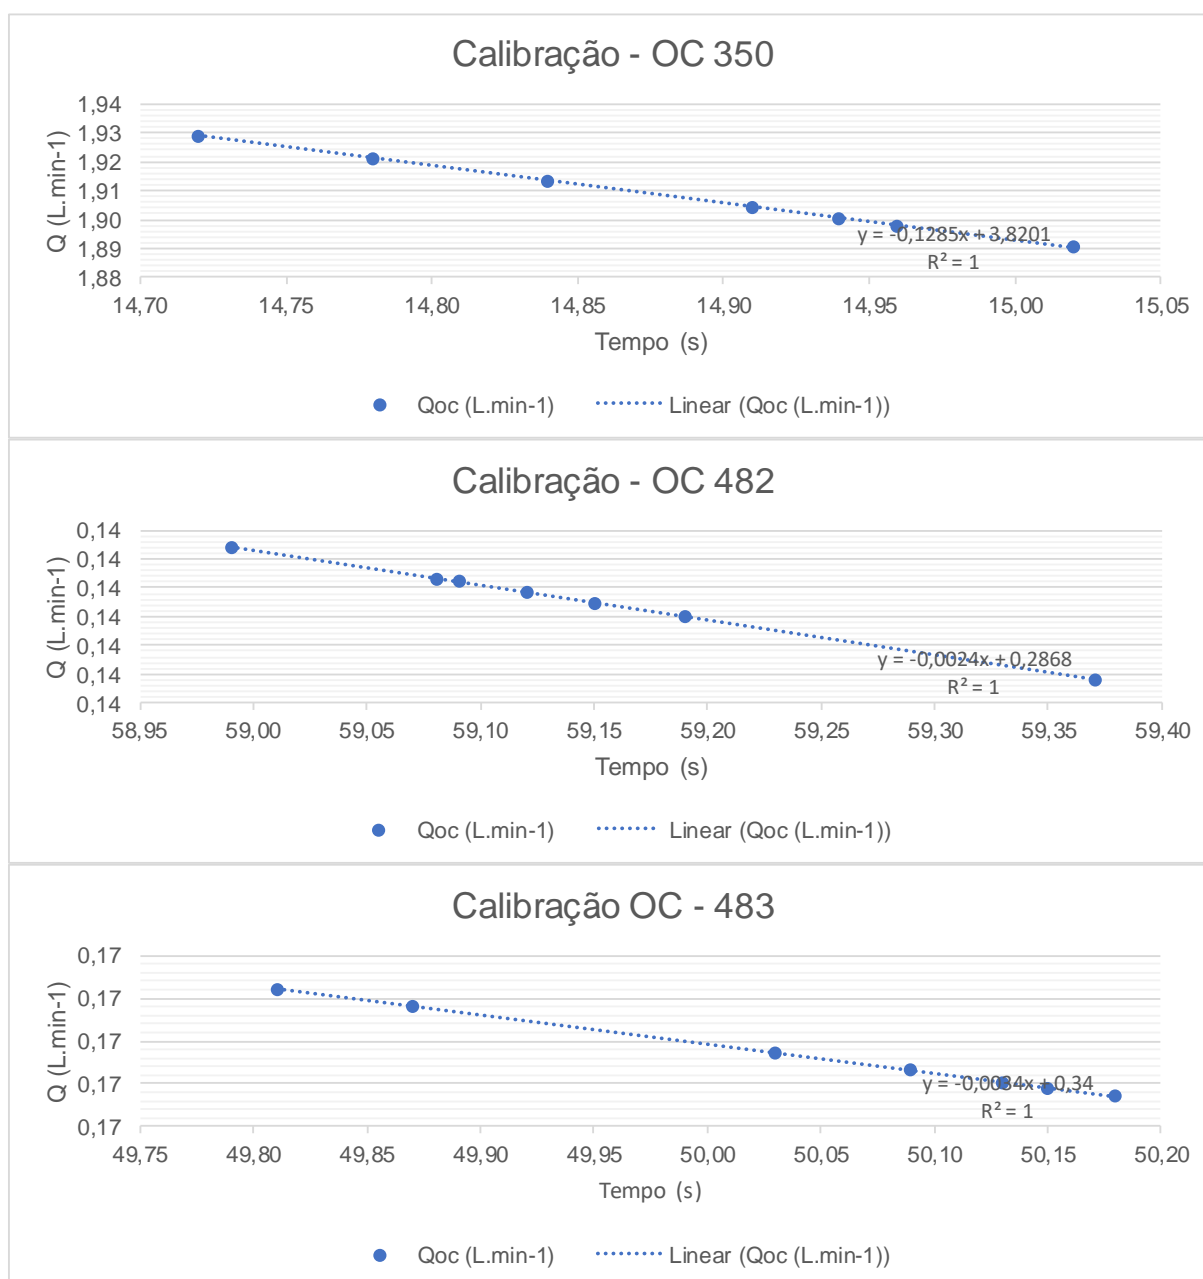 Calibração - OC 350
1,94
1,93
1,92
1,91
1,90
1,89
1,88
Q (L.min-1)
y = -0,1285x + 3,8201
R² = 1
14,70 14,75 14,80 14,85 14,90 14,95 15,00 15,05
Tempo (s)
Qoc (L.min-1) Linear (Qoc (L.min-1))
Calibração - OC 482
0,14
0,14
0,14
0,14
0,14
0,14
0,14
Q (L.min-1)
y = -0,0024x + 0,2868
R² = 1
58,95 59,00 59,05 59,10 59,15 59,20 59,25 59,30 59,35 59,40
Tempo (s)
Qoc (L.min-1) Linear (Qoc (L.min-1))
Calibração OC - 483
0,17
0,17
0,17
0,17
0,17
Q (L.min-1)
y = -0,0034x + 0,34
R² = 1
49,75 49,80 49,85 49,90 49,95 50,00 50,05 50,10 50,15 50,20
Tempo (s)
Qoc (L.min-1) Linear (Qoc (L.min-1))